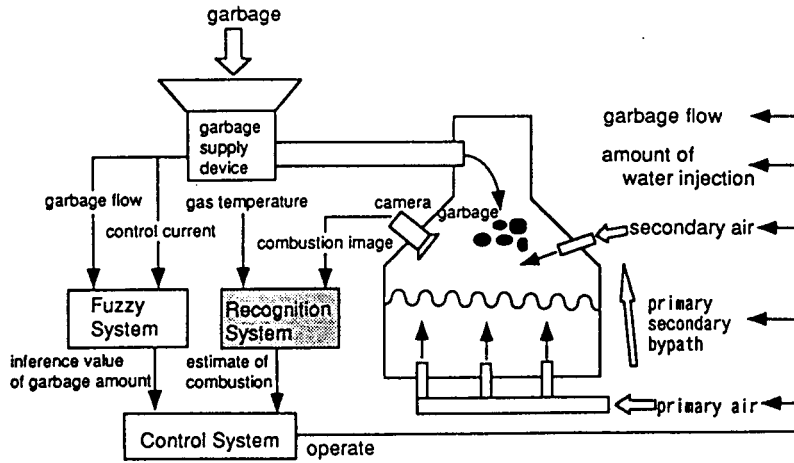 garbage
garbage
supply
device
garbage flow
control current
gas temperature
camera
combustion image
garbage
garbage flow
amount of
water injection
secondary air
primary
secondary
bypath
primary air
Fuzzy
System
Recognition
System
inference value
of garbage amount
estimate of
combustion
Control System
operate